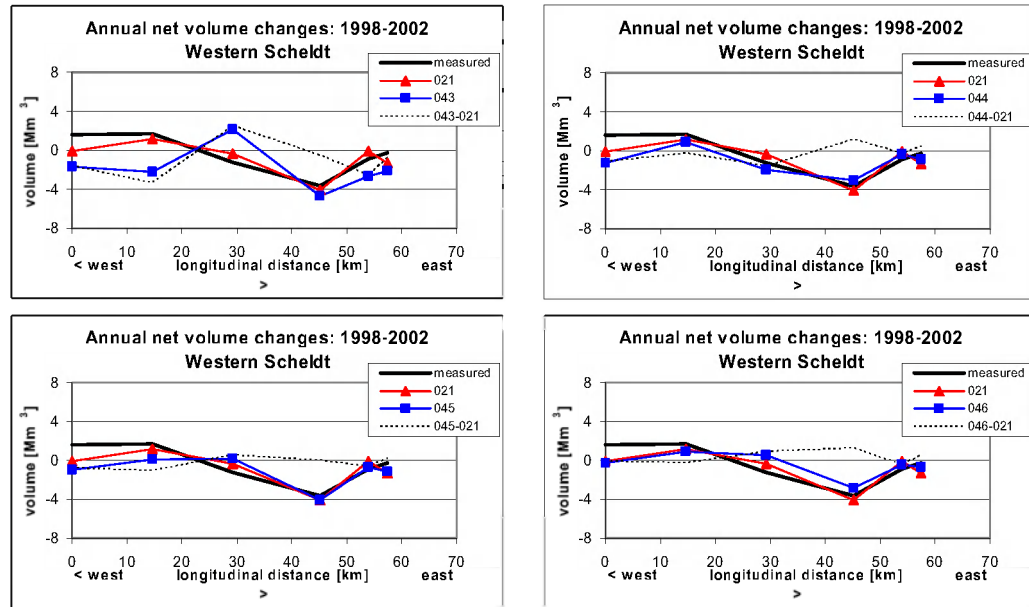 Annual net volume changes: 1998-2002
Western Scheldt
measured
021
043
043-021
volume [Mm 3]
8
4
0
-4
-8
0 10 20 30 40 50 60 70
< west longitudinal distance [km] east
>
Annual net volume changes: 1998-2002
Western Scheldt
measured
021
044
044-021
volume [Mm 3]
8
4
0
-4
-8
0 10 20 30 40 50 60 70
< west longitudinal distance [km] east
>
Annual net volume changes: 1998-2002
Western Scheldt
measured
021
045
045-021
volume [Mm 3]
8
4
0
-4
-8
0 10 20 30 40 50 60 70
< west longitudinal distance [km] east
>
Annual net volume changes: 1998-2002
Western Scheldt
measured
021
046
046-021
volume [Mm 3]
8
4
0
-4
-8
0 10 20 30 40 50 60 70
< west longitudinal distance [km] east
>